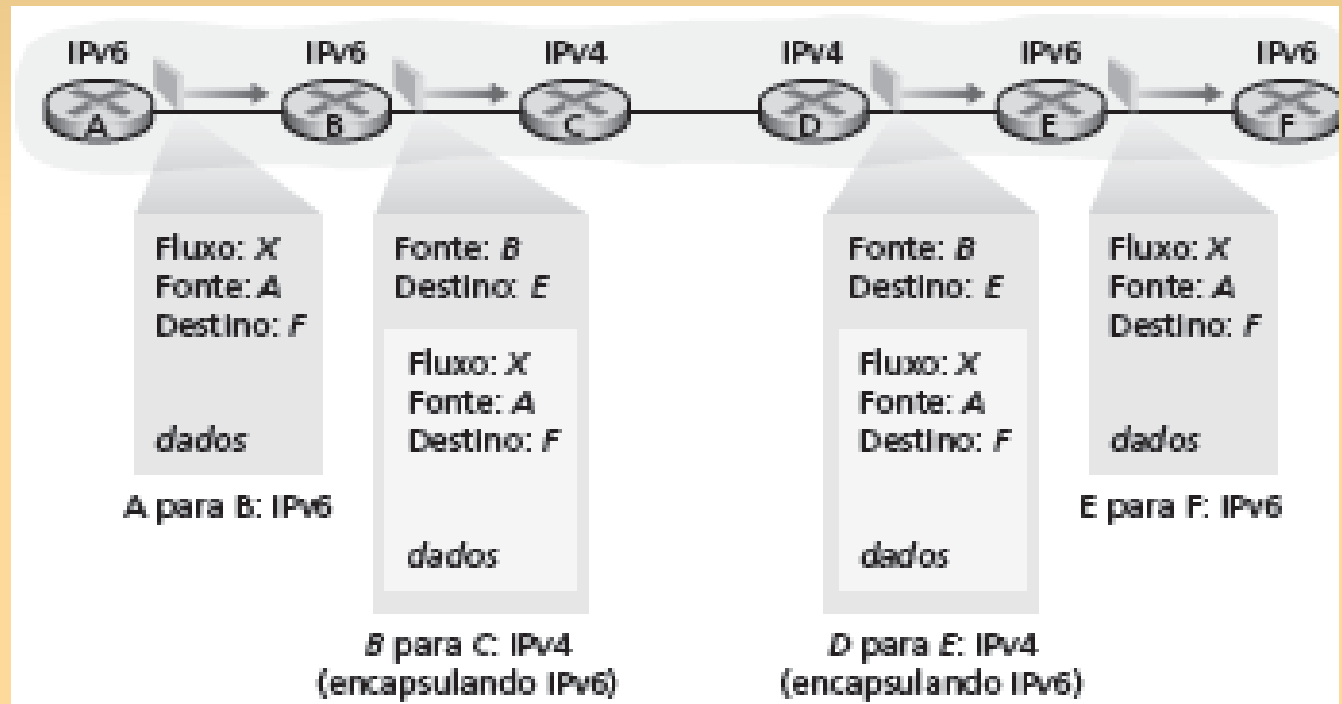 IPv6 IPv6 IPv4 IPv4 IPv6 IPv6
A B C D E F
Fluxo: X
Fonte: A
Destino: F
dados
A para B: IPv6
Fonte: B
Destino: E
Fluxo: X
Fonte: A
Destino: F
dados
B para C: IPv4
(encapsulando IPv6)
Fonte: B
Destino: E
Fluxo: X
Fonte: A
Destino: F
dados
D para E: IPv4
(encapsulando IPv6)
Fluxo: X
Fonte: A
Destino: F
dados
E para F: IPv6